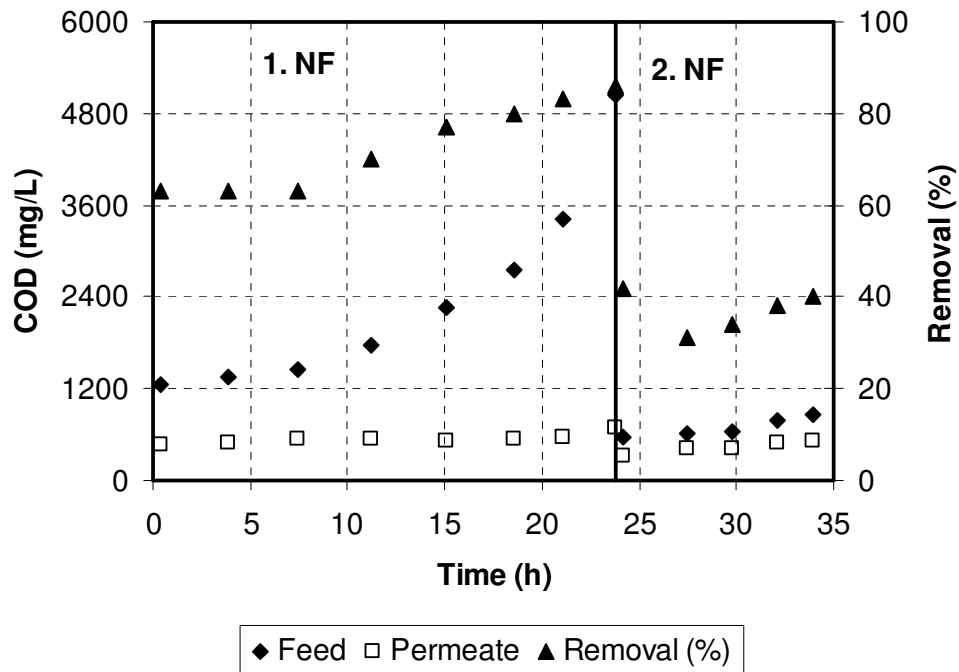 6000
4800
3600
2400
1200
0
COD (mg/L)
1. NF
2. NF
100
80
60
40
20
0
Removal (%)
0 5 10 15 20 25 30 35
Time (h)
Feed Permeate Removal (%)